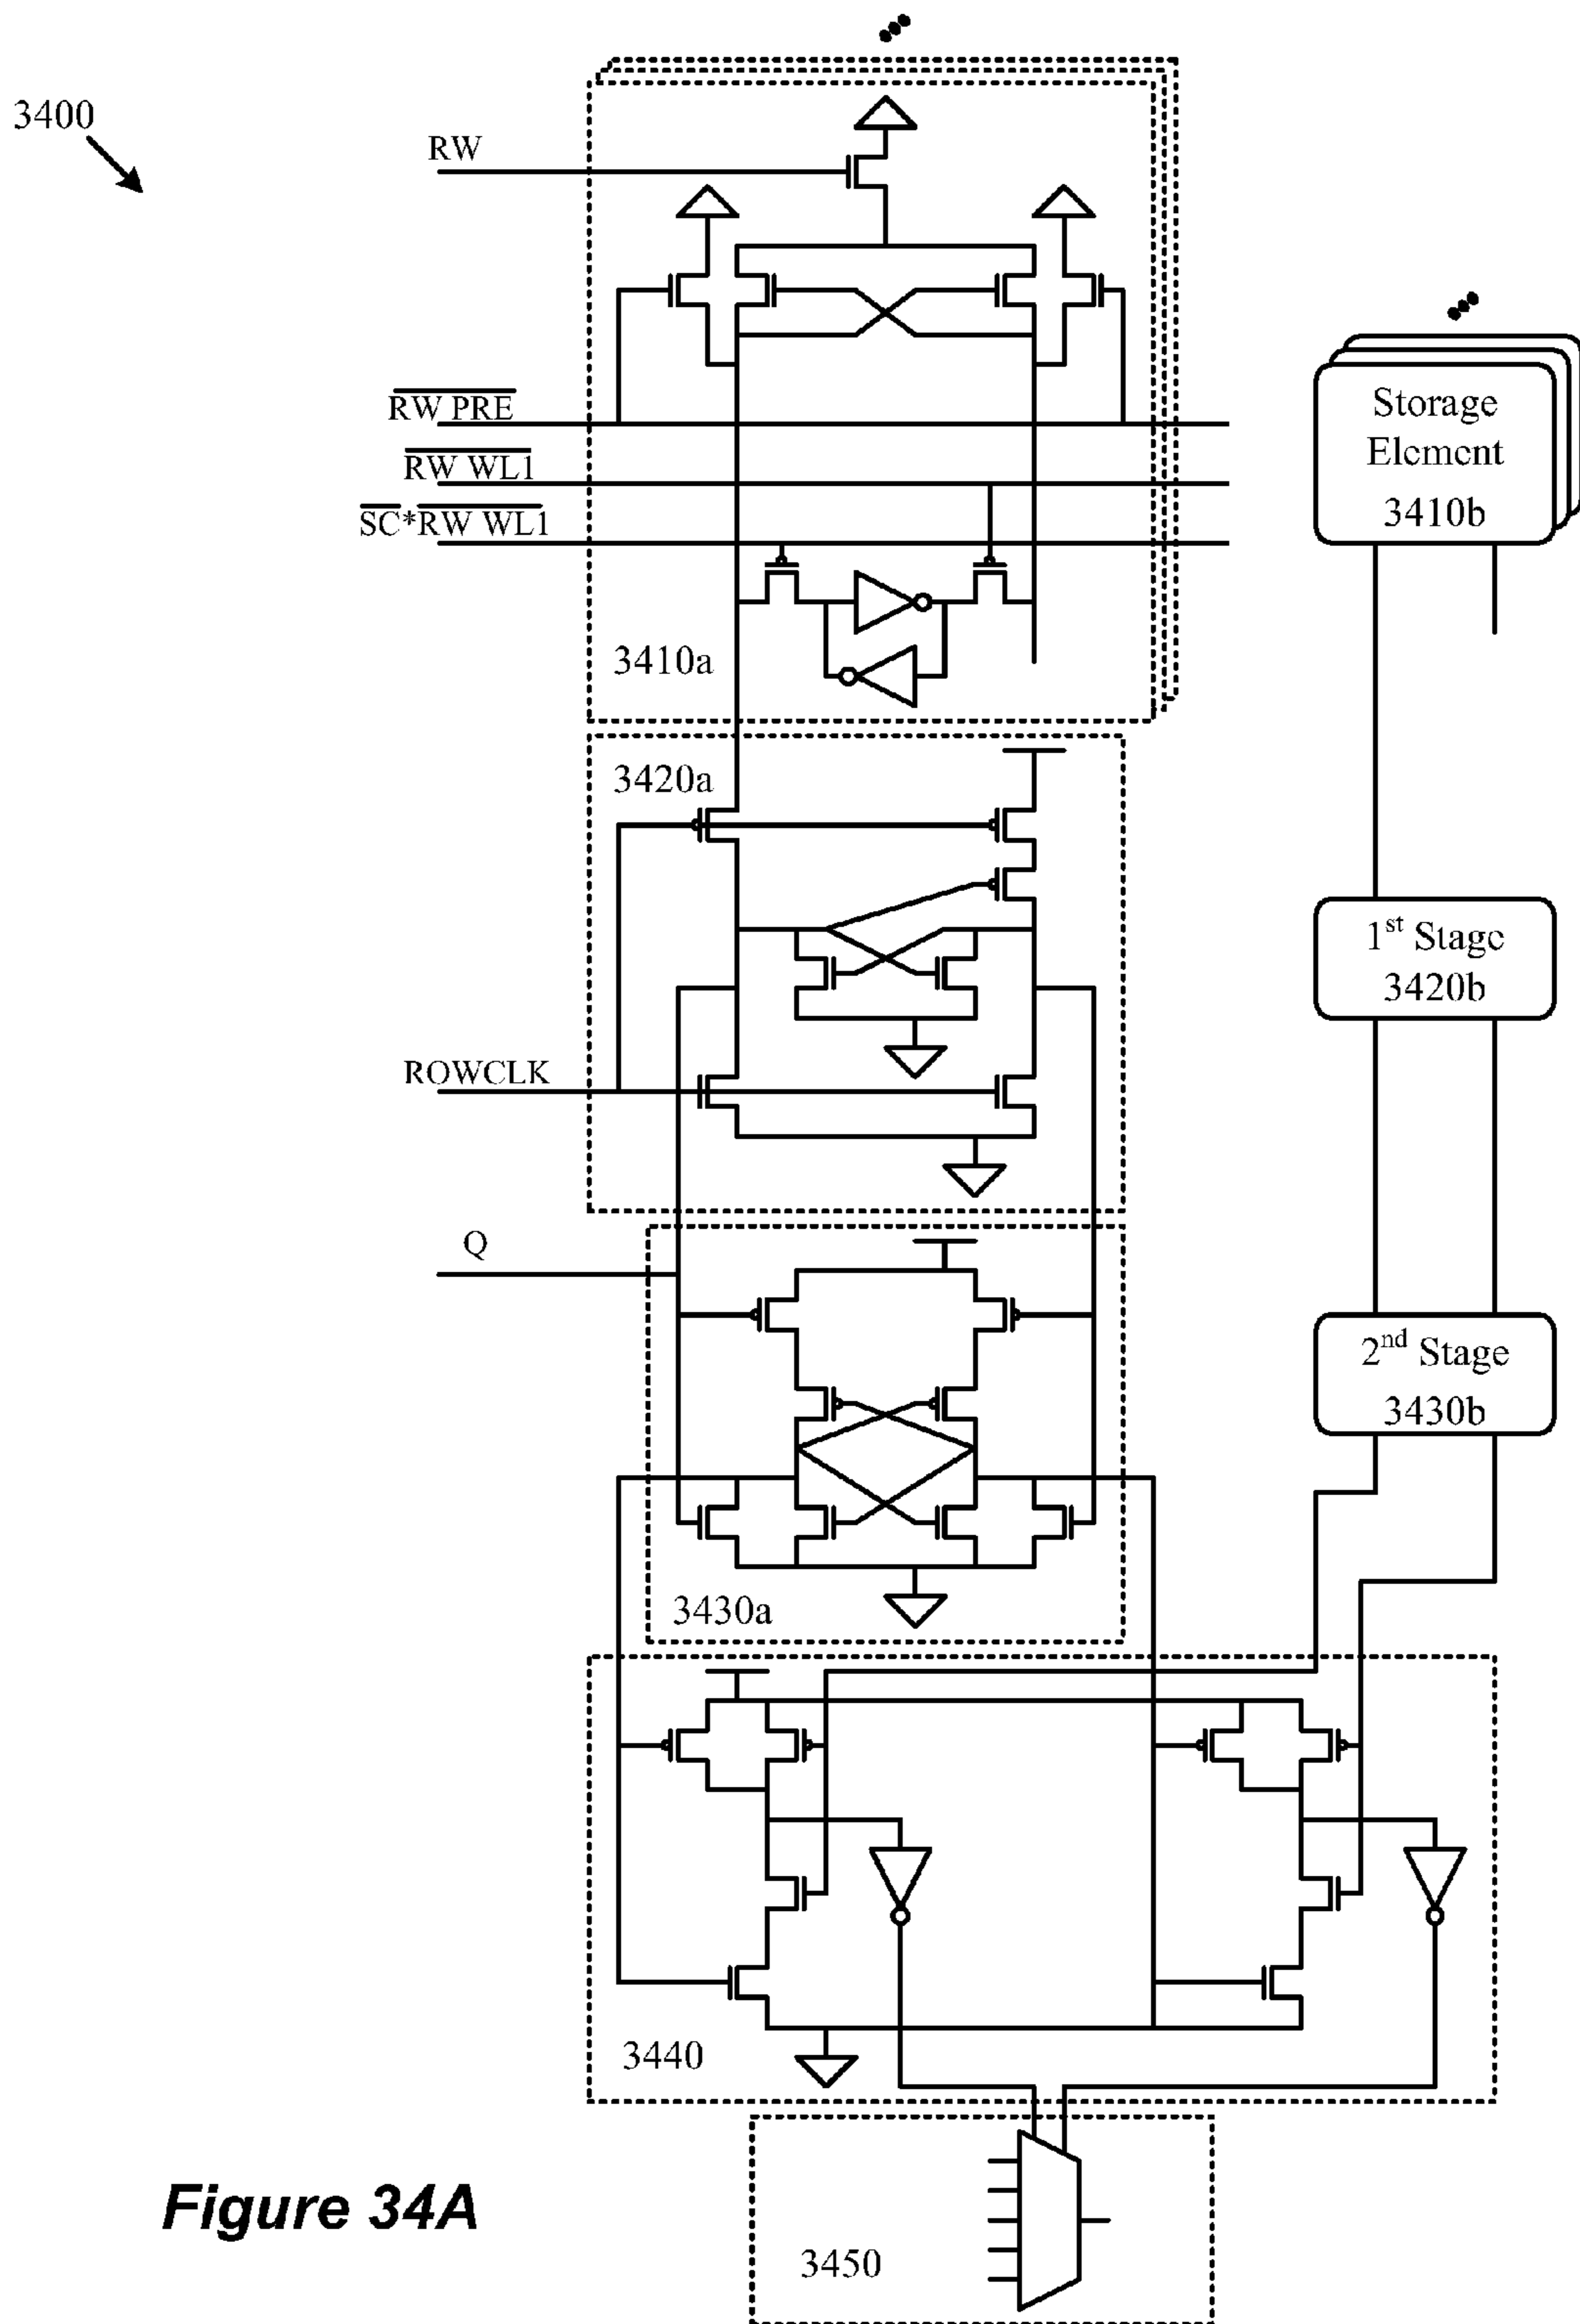 3400
RW
RW PRE
RW WL1
SC*RW WL1
3410a
Storage
Element
3410b
3420a
1st Stage
3420b
ROWCLK
Q
2nd Stage
3430b
3430a
3440
3450
Figure 34A